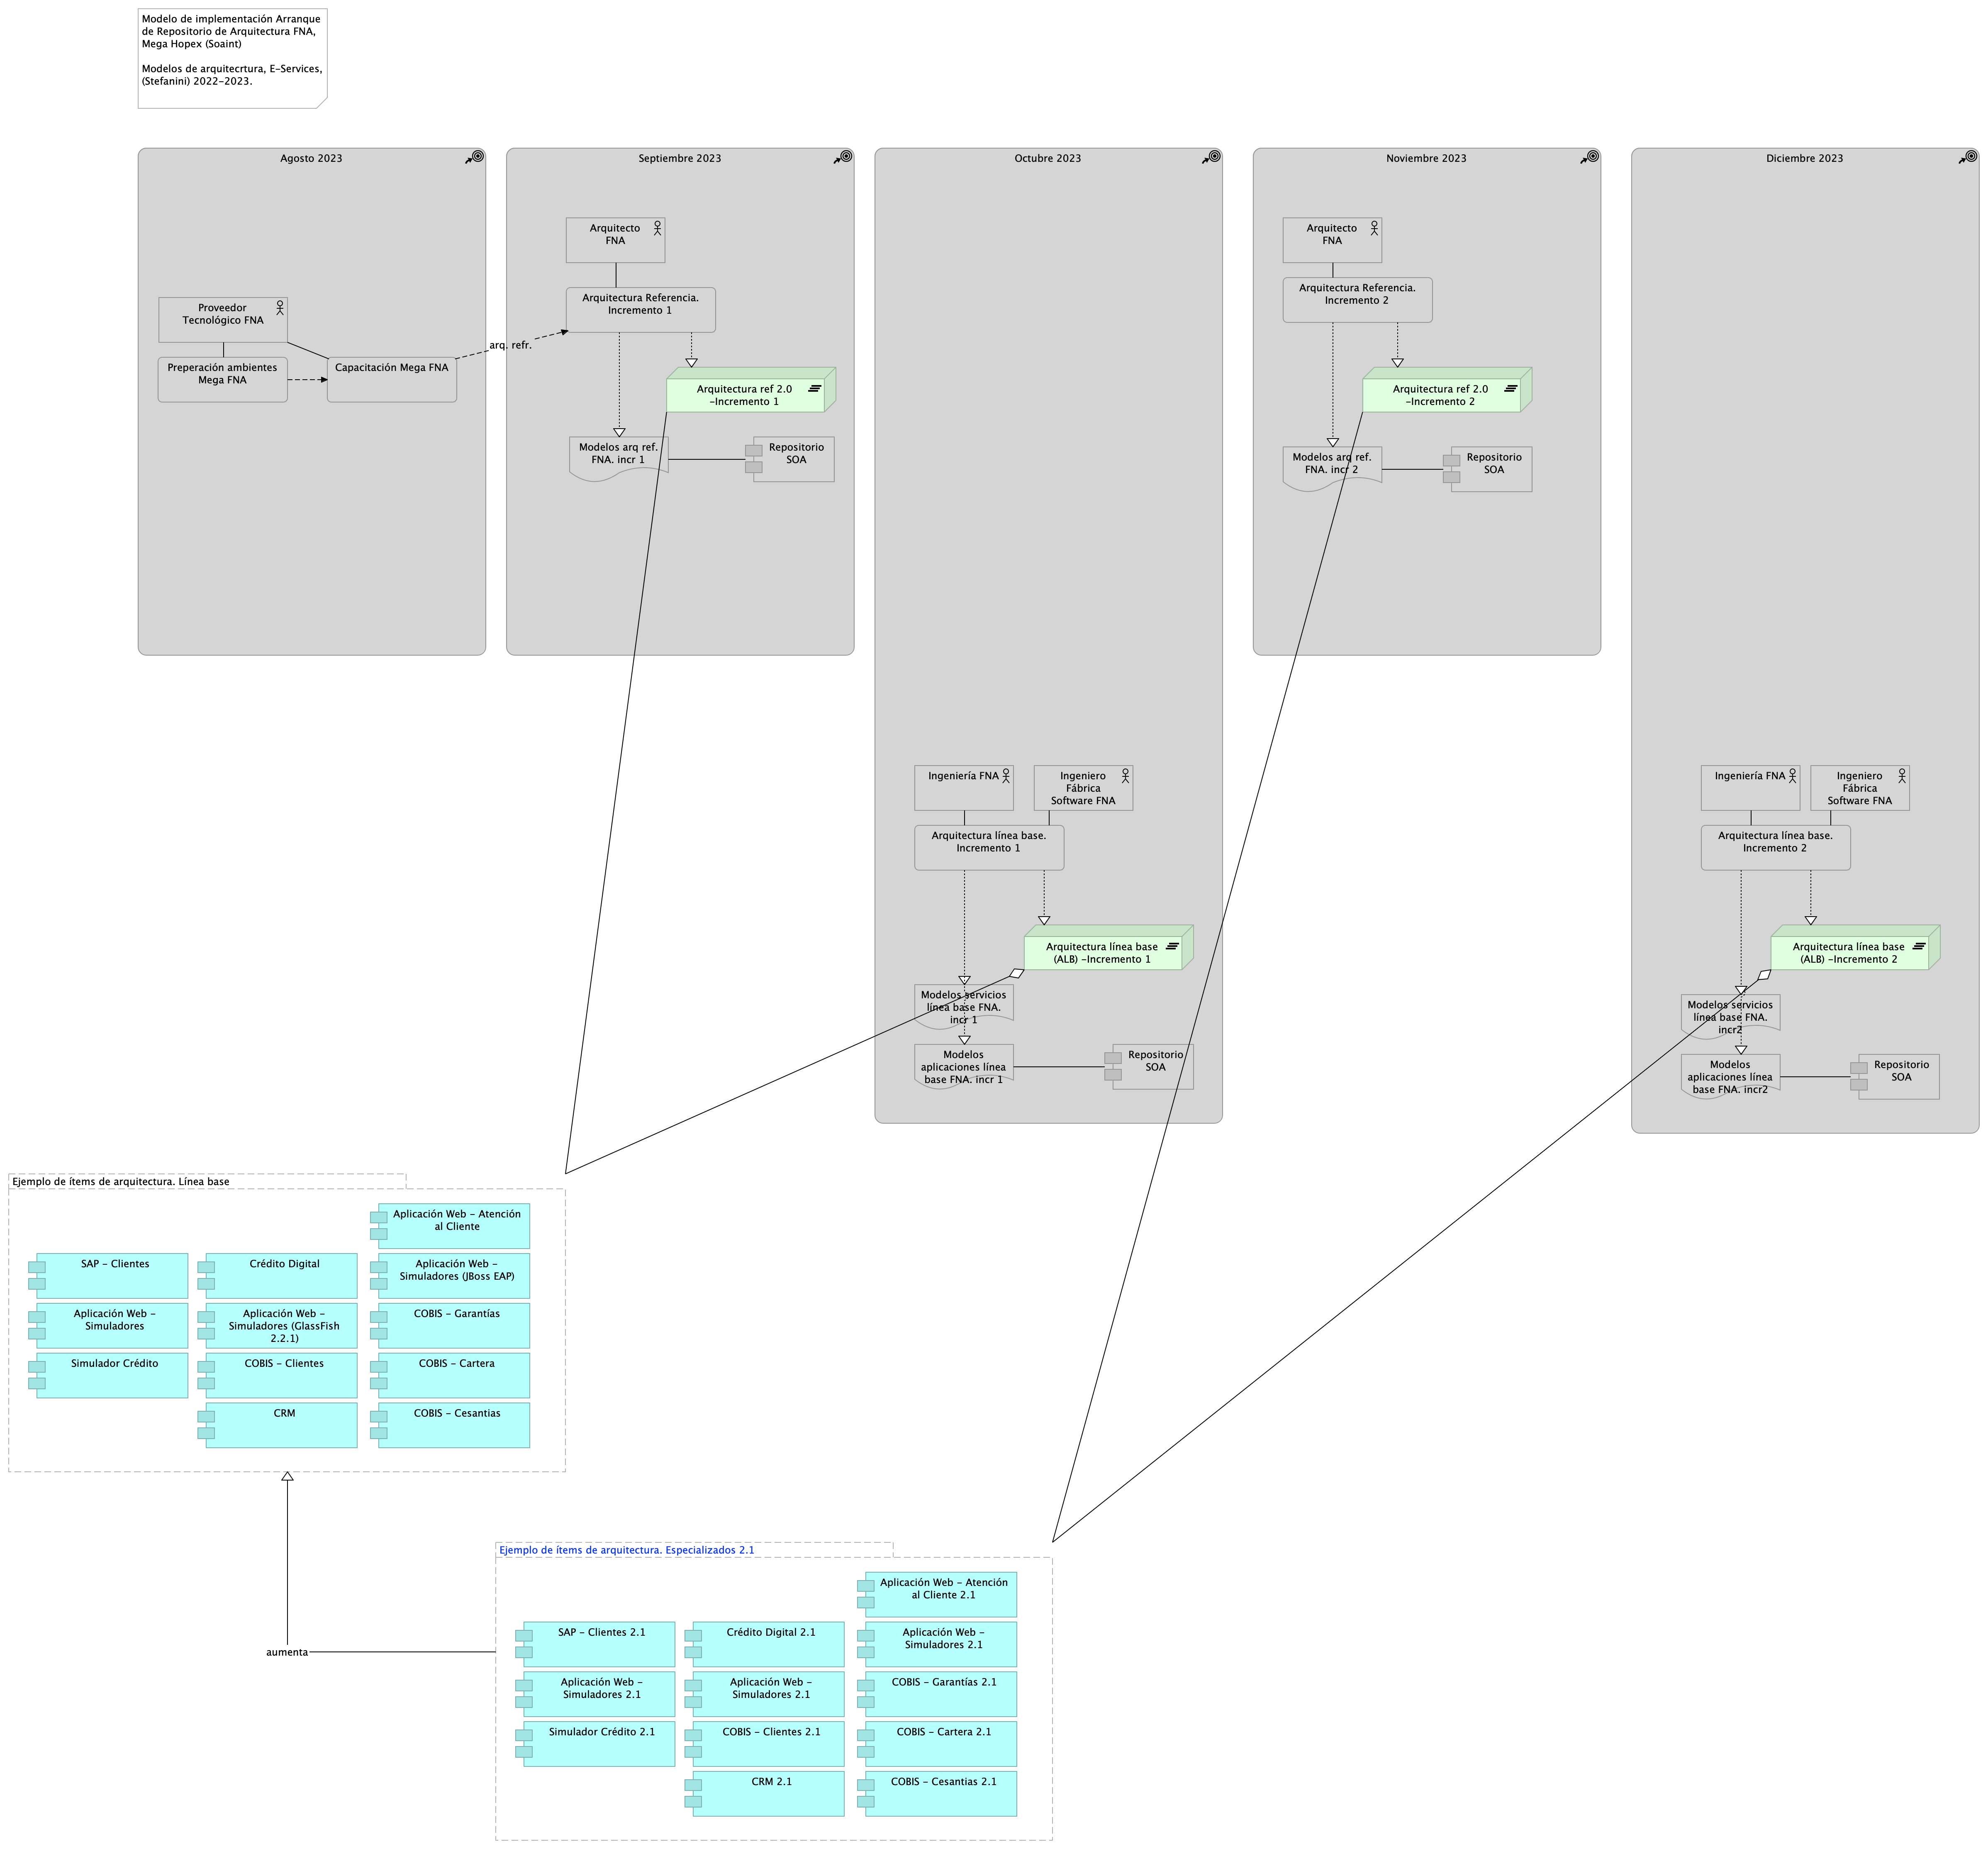 Modelo de implementación Arranque
de Repositorio de Arquitectura FNA,
Mega Hopex (Soaint)
Modelos de arquitecrtura, E-Services,
(Stefanini) 2022-2023.
Agosto 2023
Proveedor
Tecnológico FNA
Preperación ambientes
Mega FNA
Capacitación Mega FNA
arq. refr.
Septiembre 2023
Arquitecto
FNA
Arquitectura Referencia.
Incremento 1
Arquitectura ref 2.0
-Incremento 1
Modelos arq ref.
FNA. incr 1
Repositorio
SOA
Octubre 2023
Ingeniería FNA
Ingeniero
Fábrica
Software FNA
Arquitectura línea base.
Incremento 1
Arquitectura línea base
(ALB) -Incremento 1
Modelos servicios
línea base FNA.
incr 1
Modelos
aplicaciones línea
base FNA. incr 1
Repositorio
SOA
Noviembre 2023
Arquitecto
FNA
Arquitectura Referencia.
Incremento 2
Arquitectura ref 2.0
-Incremento 2
Modelos arq ref.
FNA. incr 2
Repositorio
SOA
Diciembre 2023
Ingeniería FNA
Ingeniero
Fábrica
Software FNA
Arquitectura línea base.
Incremento 2
Arquitectura línea base
(ALB) -Incremento 2
Modelos servicios
línea base FNA.
incr2
Modelos
aplicaciones línea
base FNA. incr2
Repositorio
SOA
Ejemplo de ítems de arquitectura. Línea base
Aplicación Web - Atención
al Cliente
SAP - Clientes
Crédito Digital
Aplicación Web -
Simuladores (JBoss EAP)
Aplicación Web -
Simuladores
Aplicación Web -
Simuladores (GlassFish
2.2.1)
COBIS - Garantías
Simulador Crédito
COBIS - Clientes
COBIS - Cartera
CRM
COBIS - Cesantias
aumenta
Ejemplo de ítems de arquitectura. Especializados 2.1
Aplicación Web - Atención
al Cliente 2.1
SAP - Clientes 2.1
Crédito Digital 2.1
Aplicación Web -
Simuladores 2.1
Aplicación Web -
Simuladores 2.1
Aplicación Web -
Simuladores 2.1
COBIS - Garantías 2.1
Simulador Crédito 2.1
COBIS - Clientes 2.1
COBIS - Cartera 2.1
CRM 2.1
COBIS - Cesantias 2.1